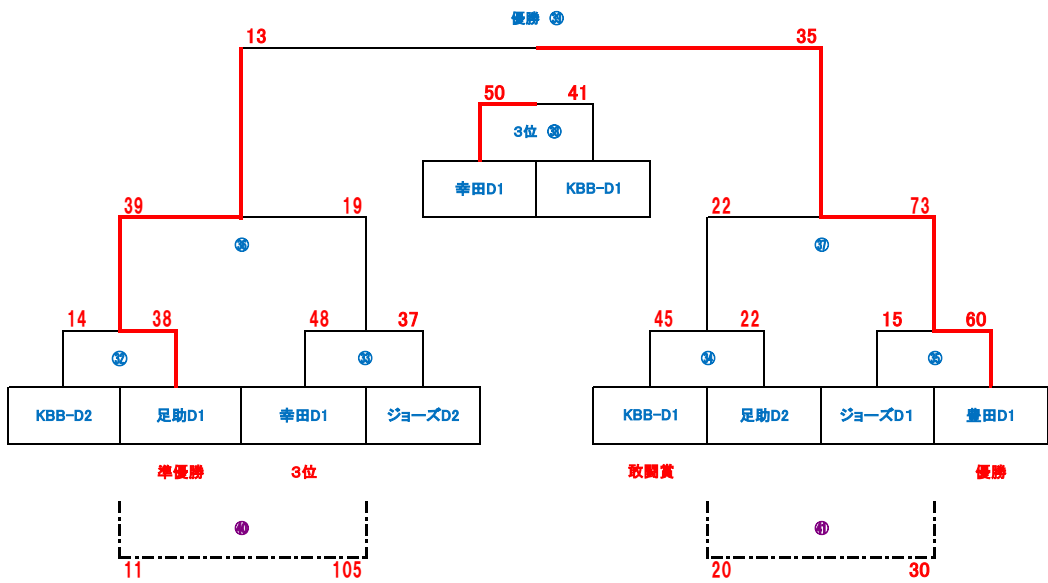 優勝 ㊴
13 35
50 41
3位 ㊳
幸田D1 KBB-D1
39 19 22 73
㊱ ㊲
14 38 48 37 45 22 15 60
㉜ ㉝ ㉞ ㉟
KBB-D2 足助D1 幸田D1 ジョーズD2 KBB-D1 足助D2 ジョーズD1 豊田D1
準優勝 3位 敢闘賞 優勝
㊵ ㊶
11 105 20 30